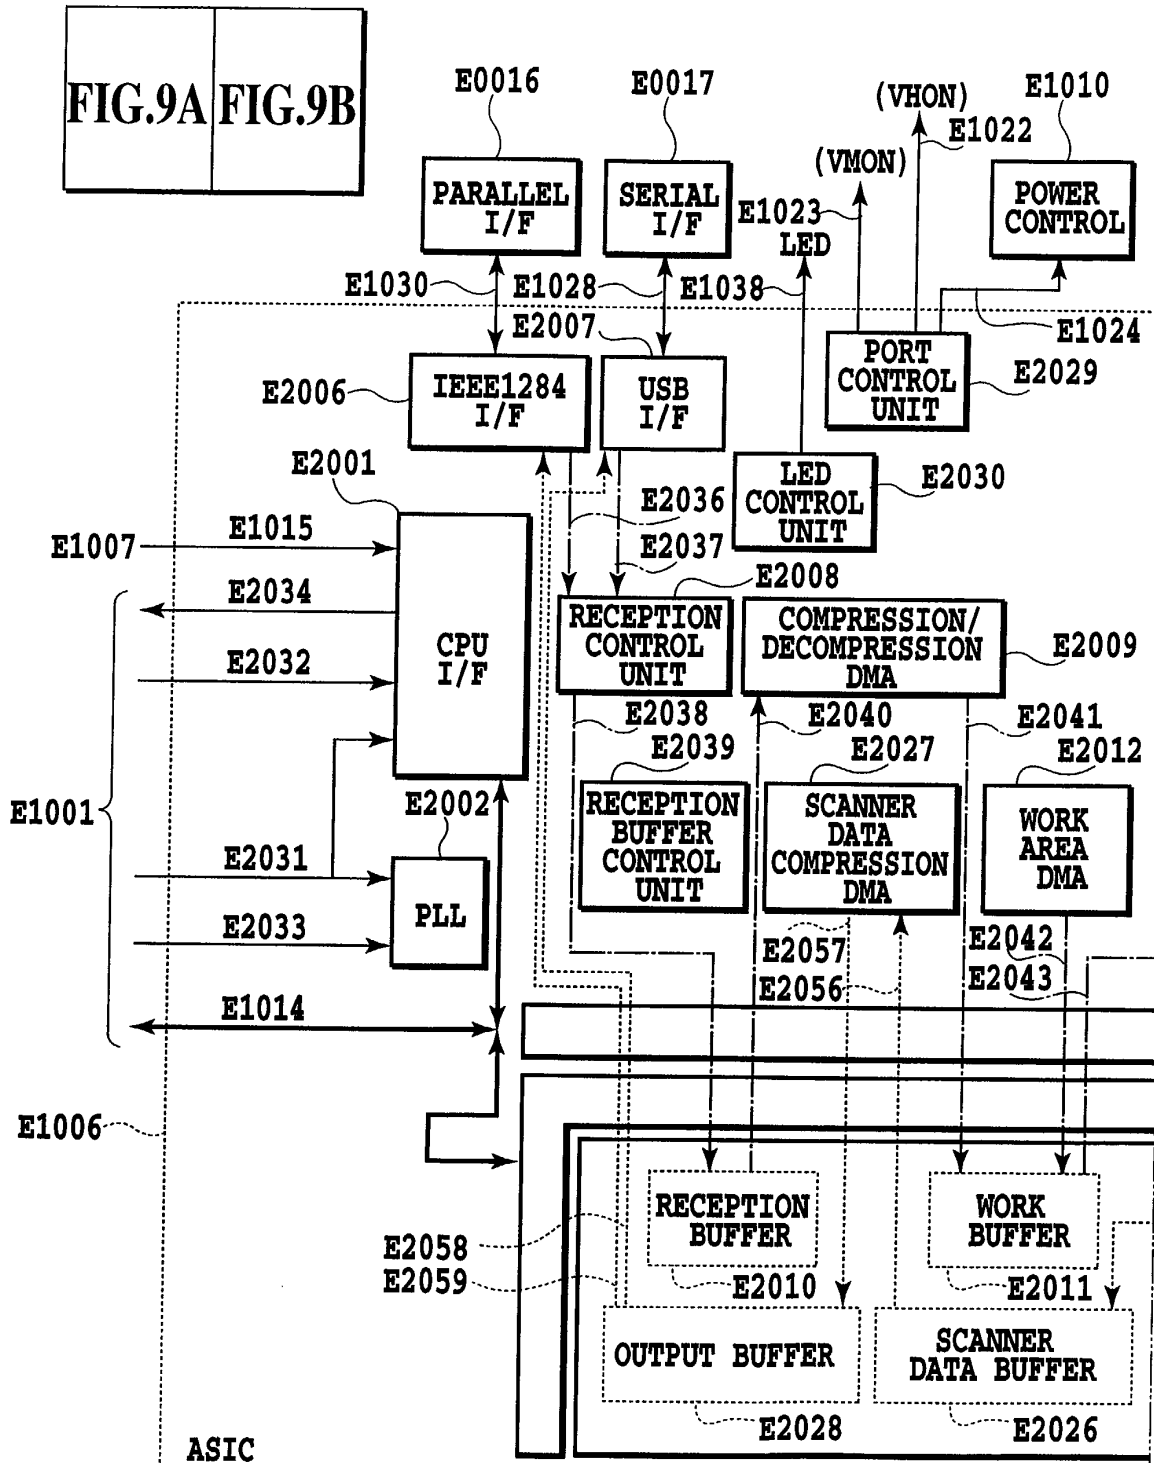 FIG.9A FIG.9B
E0016
E0017
(VHON)
E1010
E1022
(VMON)
PARALLEL
I/F
SERIAL
I/F
POWER
CONTROL
E1023
LED
E1030
E1028
E1038
E2007
E1024
PORT
CONTROL
UNIT
E2029
E2006
IEEE1284
I/F
USB
I/F
E2001
LED
CONTROL
UNIT
E2030
E2036
E1007
E1015
E2037
E2008
E2034
RECEPTION
CONTROL
UNIT
COMPRESSION/
DECOMPRESSION
DMA
E2009
CPU
I/F
E2032
E2038
E2040
E2041
E2039
E2027
E2012
E1001
E2002
RECEPTION
BUFFER
CONTROL
UNIT
SCANNER
DATA
COMPRESSION
DMA
WORK
AREA
DMA
E2031
PLL
E2033
E2057
E2042
E2056
E2043
E1014
E1006
RECEPTION
BUFFER
WORK
BUFFER
E2058
E2059
E2010
E2011
OUTPUT BUFFER
SCANNER
DATA BUFFER
E2028
E2026
ASIC